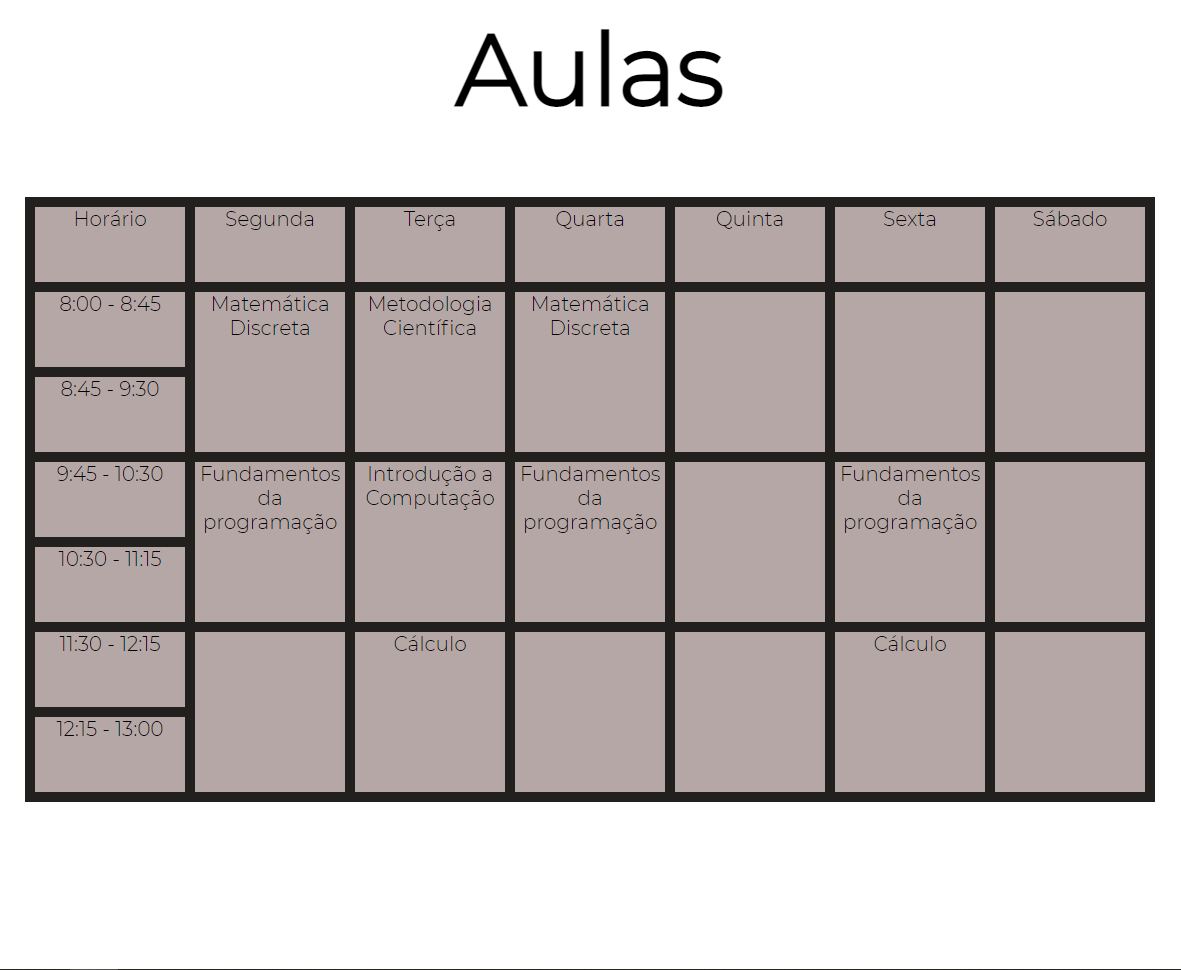 Aulas
Horário Segunda Terça Quarta Quinta Sexta Sábado
8:00 - 8:45 Matemática Metodologia Matemática
Discreta Científica Discreta
8:45 - 9:30
9:45 - 10:30 Fundamentos Introdução a Fundamentos Fundamentos
da Computação da da
programação programação programação
10:30 - 11:15
11:30 - 12:15 Cálculo Cálculo
12:15 - 13:00